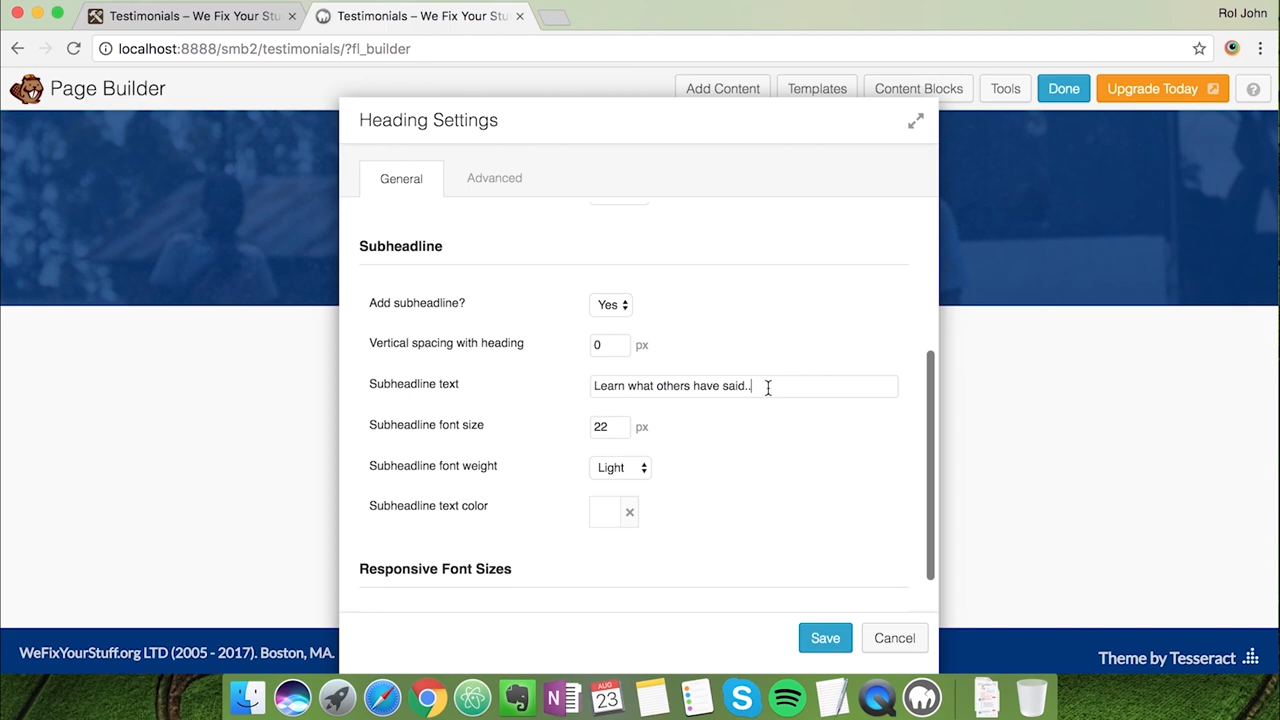 Testimonials – We Fix Your Stu
Testimonials – We Fix Your Stu
Rol John
localhost:8888/smb2/testimonials/?fl_builder
Page Builder
Add Content
Templates
Content Blocks
Tools
Done
Upgrade Today
?
Heading Settings
General
Advanced
Subheadline
Add subheadline?
Yes
Vertical spacing with heading
0
px
Subheadline text
Learn what others have said..
Subheadline font size
22
px
Subheadline font weight
Light
Subheadline text color
Responsive Font Sizes
Save
Cancel
WeFixYourStuff.org LTD (2005 - 2017). Boston, MA.
Theme by Tesseract
AUG
23